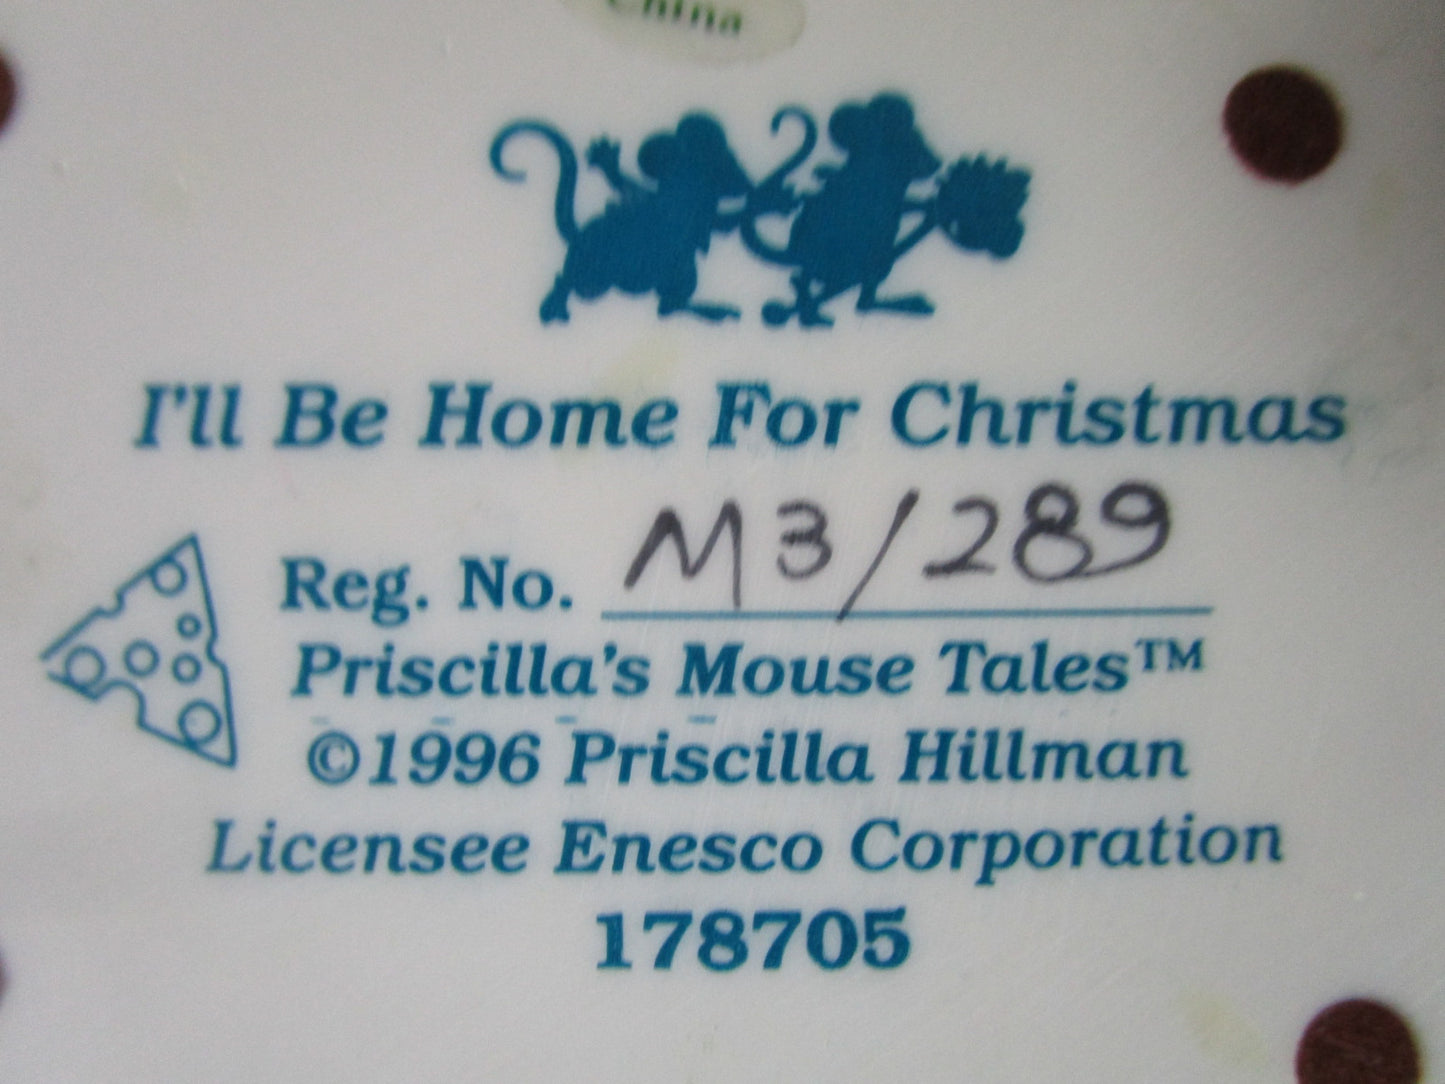 China
I'll Be Home For Christmas
Reg. No. M3/289
Priscilla's Mouse Tales™
©1996 Priscilla Hillman
Licensee Enesco Corporation
178705